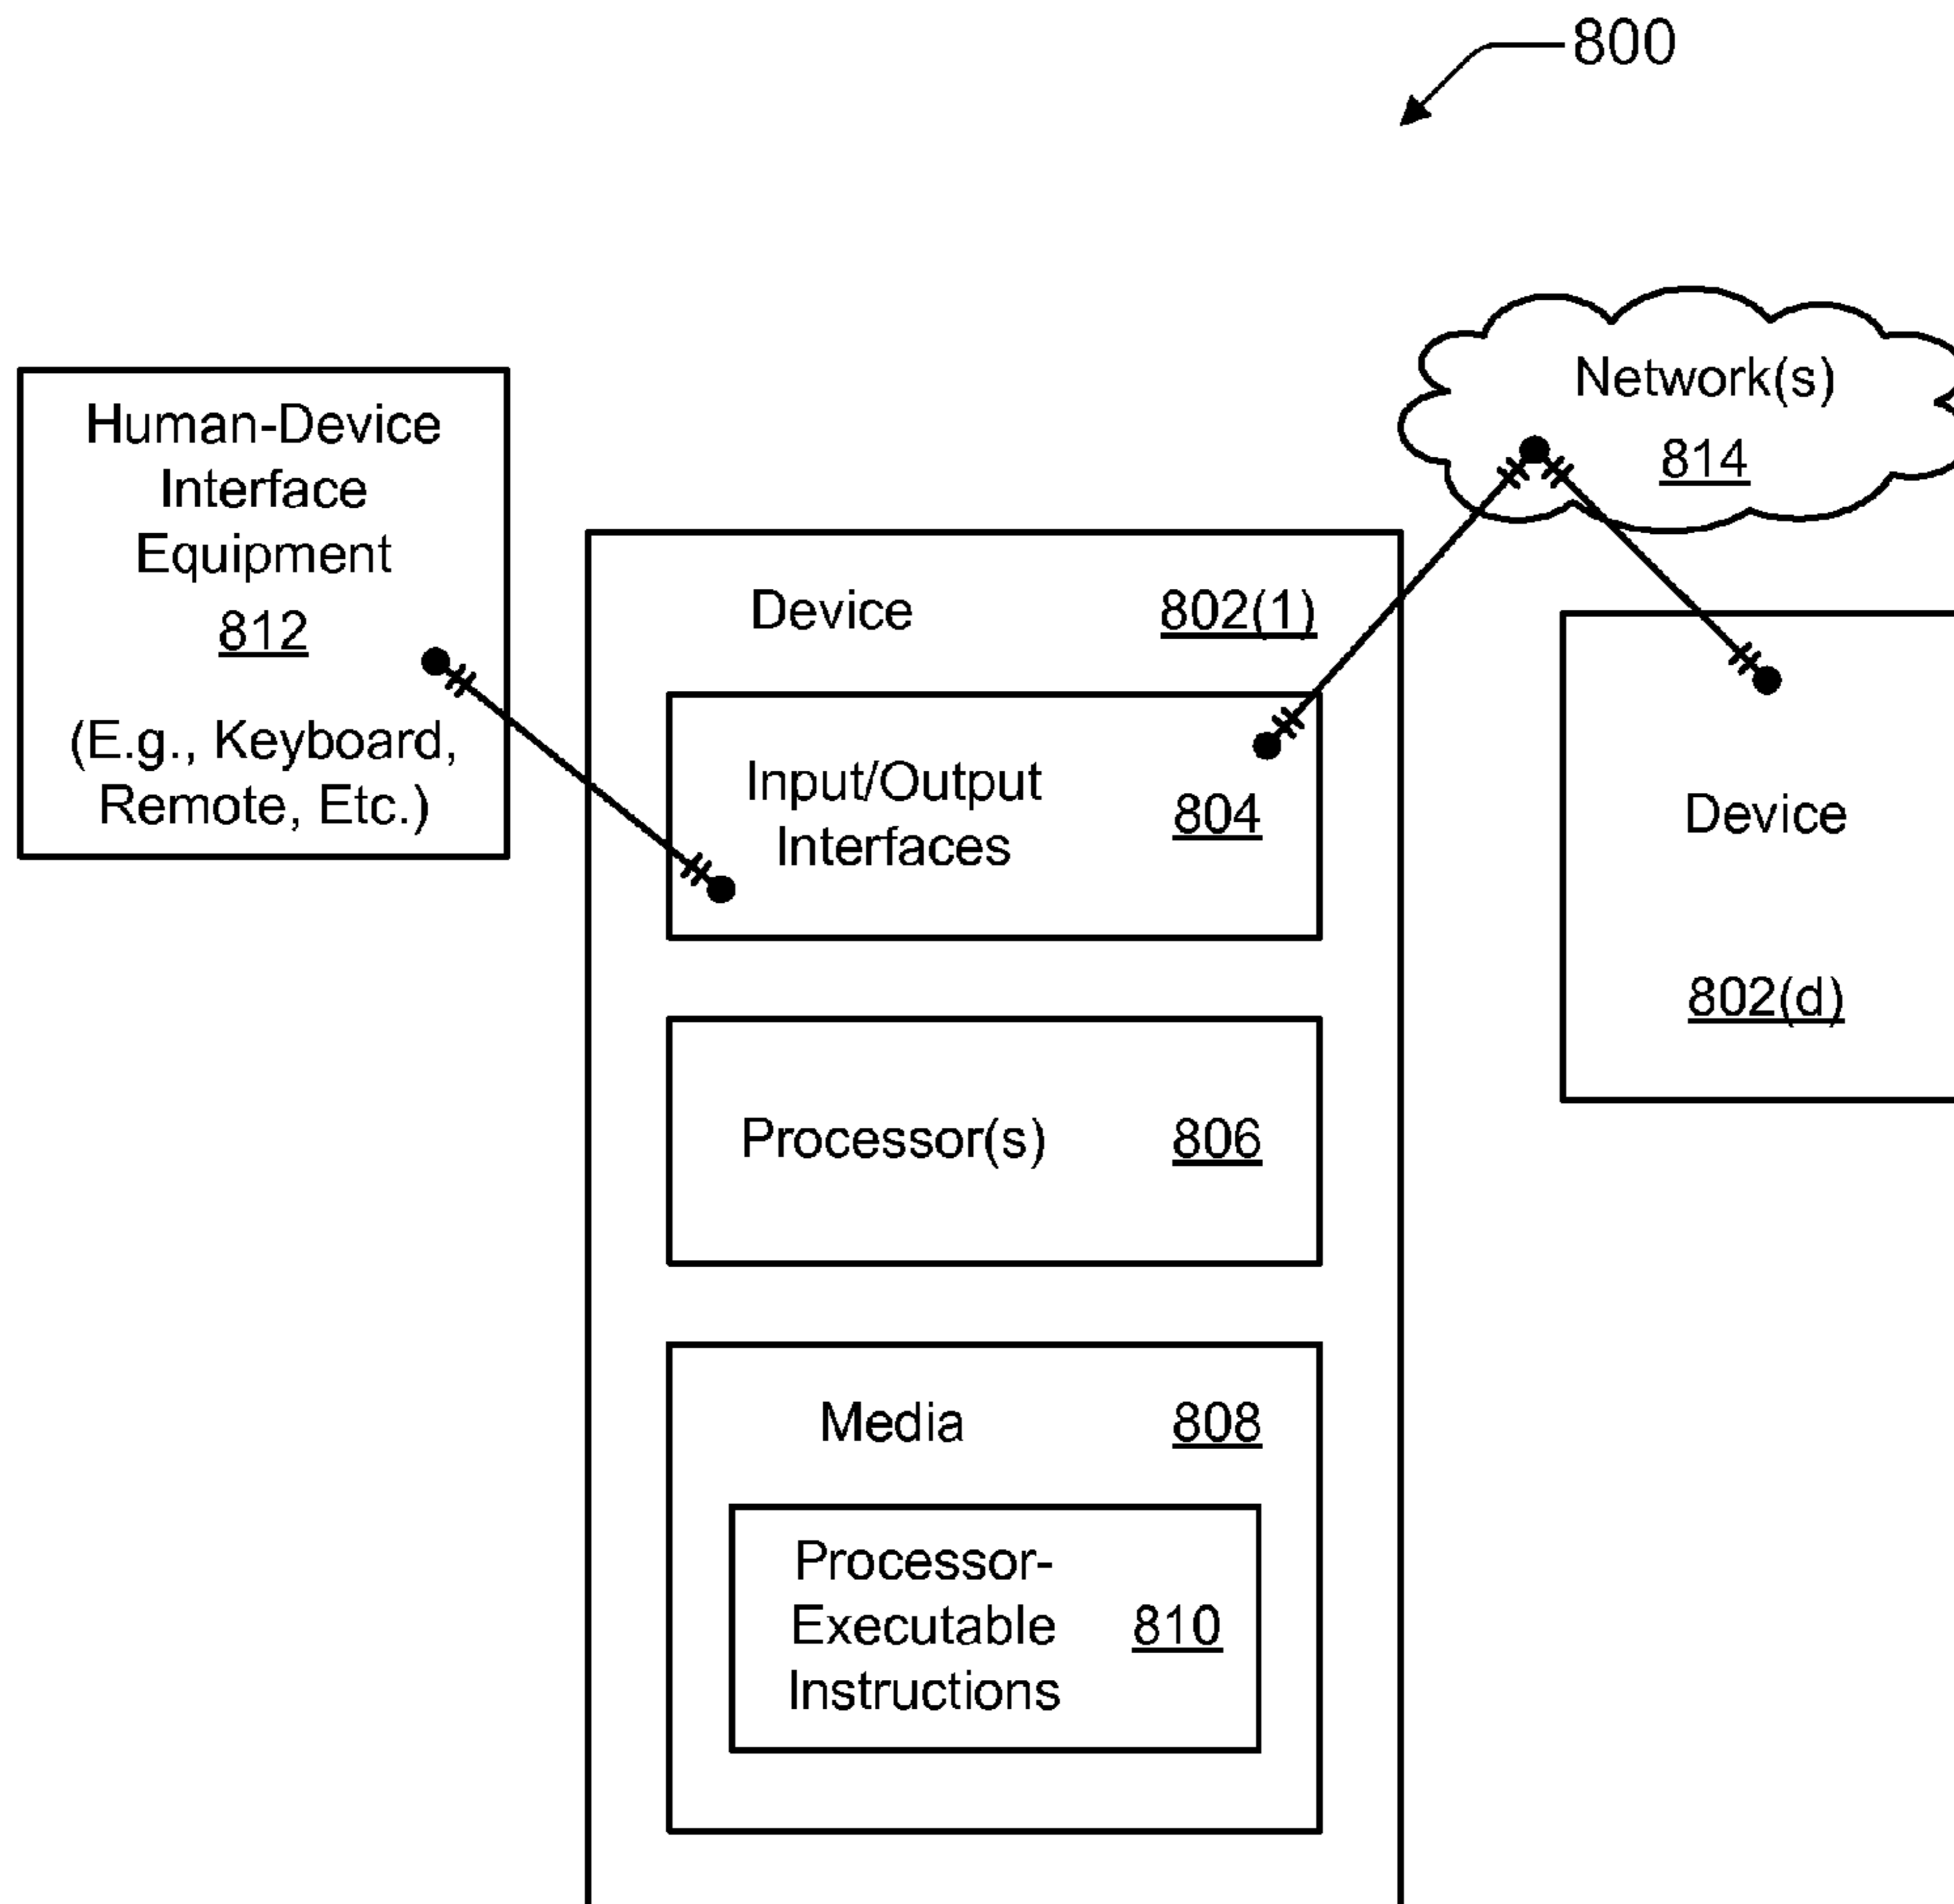 800
Human-Device
Interface
Equipment
812
(E.g., Keyboard,
Remote, Etc.)
Device 802(1)
Input/Output
Interfaces
804
Processor(s) 806
Media 808
Processor-
Executable
Instructions
810
Network(s)
814
Device
802(d)